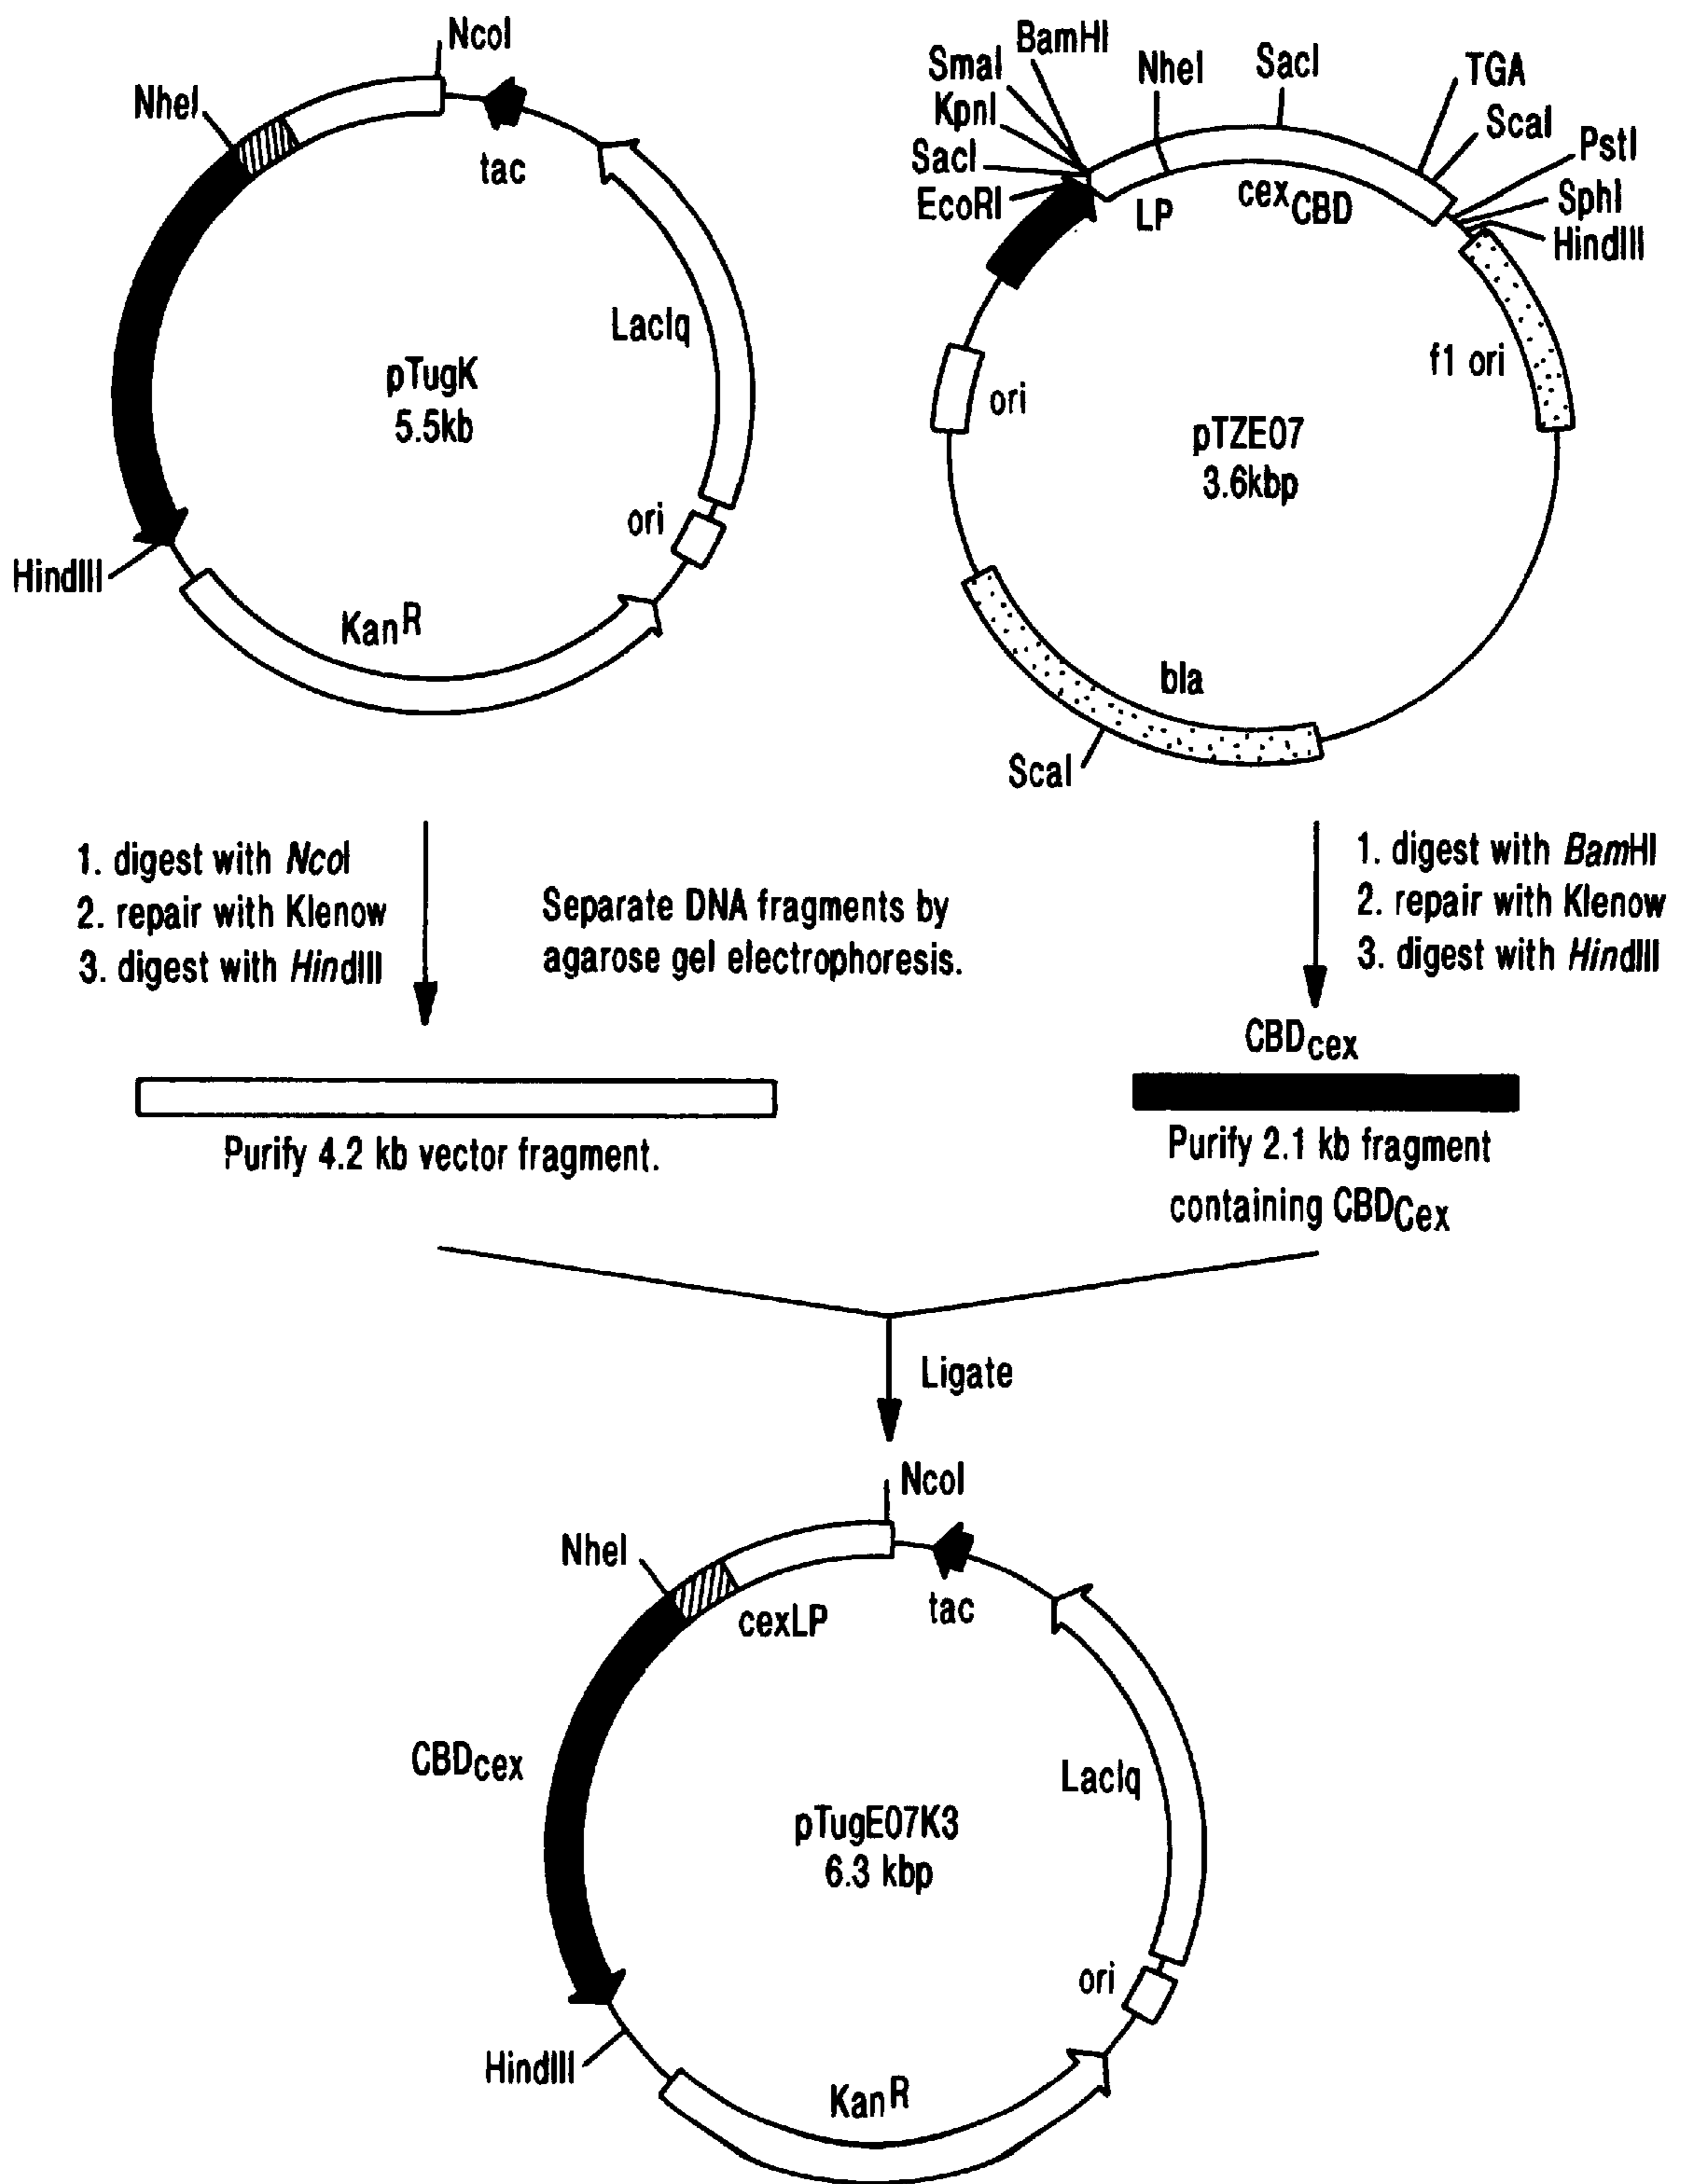 NcoI
NheI
tac
LacIq
pTugK
5.5kb
ori
HindIII
KanR
BamHI
SmaI
KpnI
SacI
EcoRI
NheI
SacI
TGA
ScaI
PstI
SphI
HindIII
LP
cexCBD
f1 ori
ori
pTZE07
3.6kbp
bla
ScaI
1. digest with NcoI
2. repair with Klenow
3. digest with HindIII
Separate DNA fragments by
agarose gel electrophoresis.
1. digest with BamHI
2. repair with Klenow
3. digest with HindIII
CBDcex
Purify 4.2 kb vector fragment.
Purify 2.1 kb fragment
containing CBDCex
Ligate
NcoI
NheI
tac
cexLP
CBDcex
LacIq
pTugE07K3
6.3 kbp
ori
HindIII
KanR